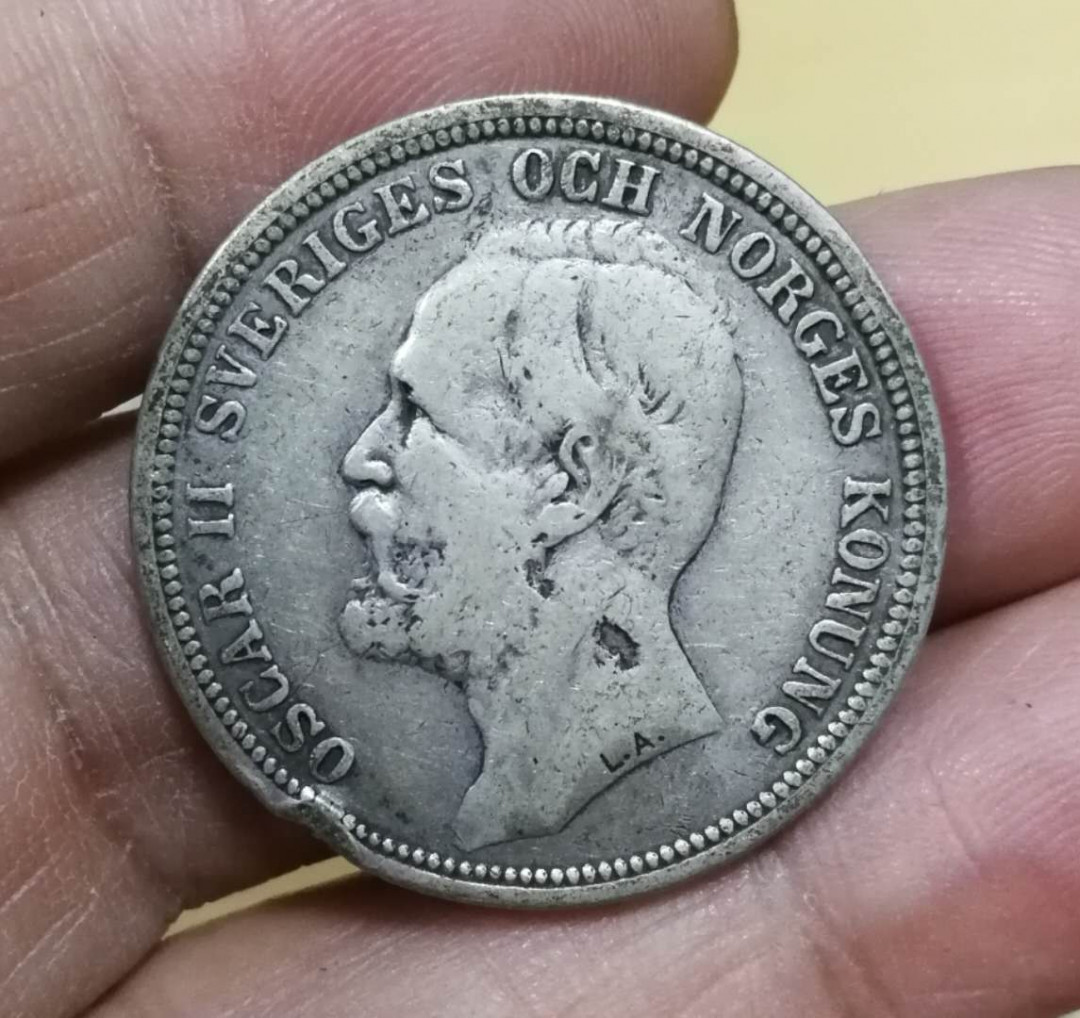 OSCAR II SVERIGES OCH NORGES KONUNG
L.A.